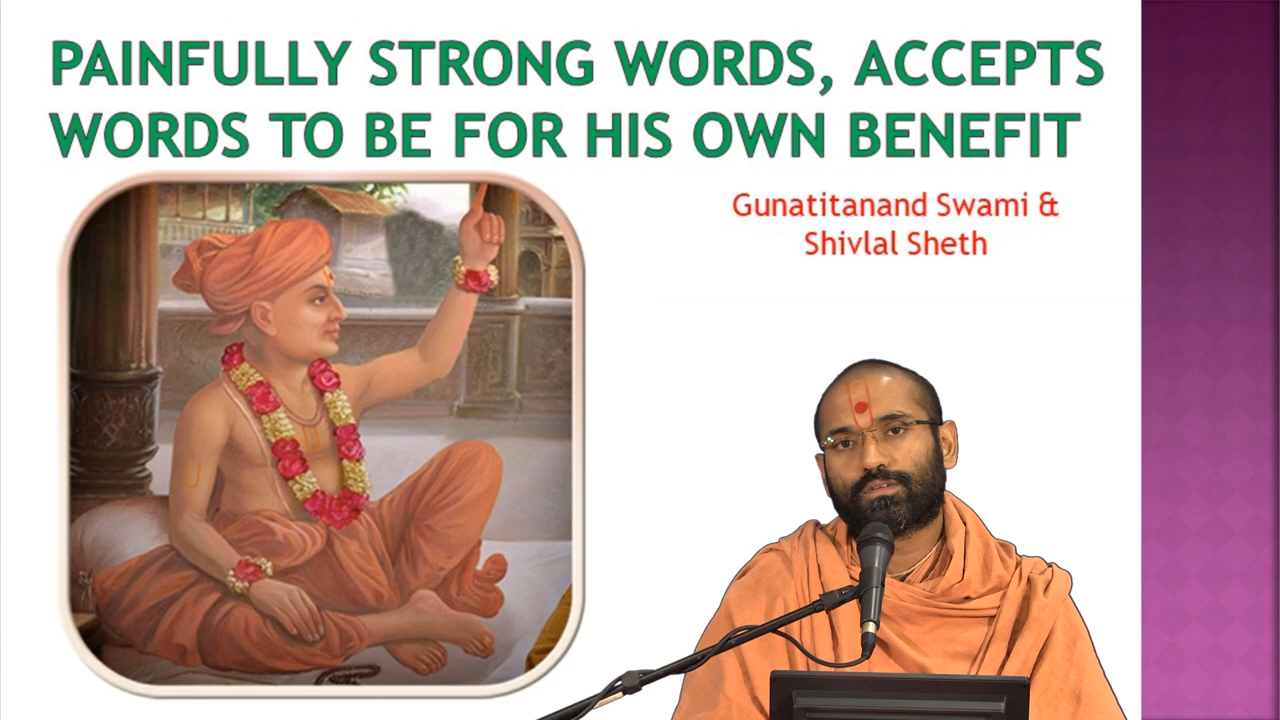 PAINFULLY STRONG WORDS, ACCEPTS
WORDS TO BE FOR HIS OWN BENEFIT
Gunatitanand Swami &
Shivlal Sheth